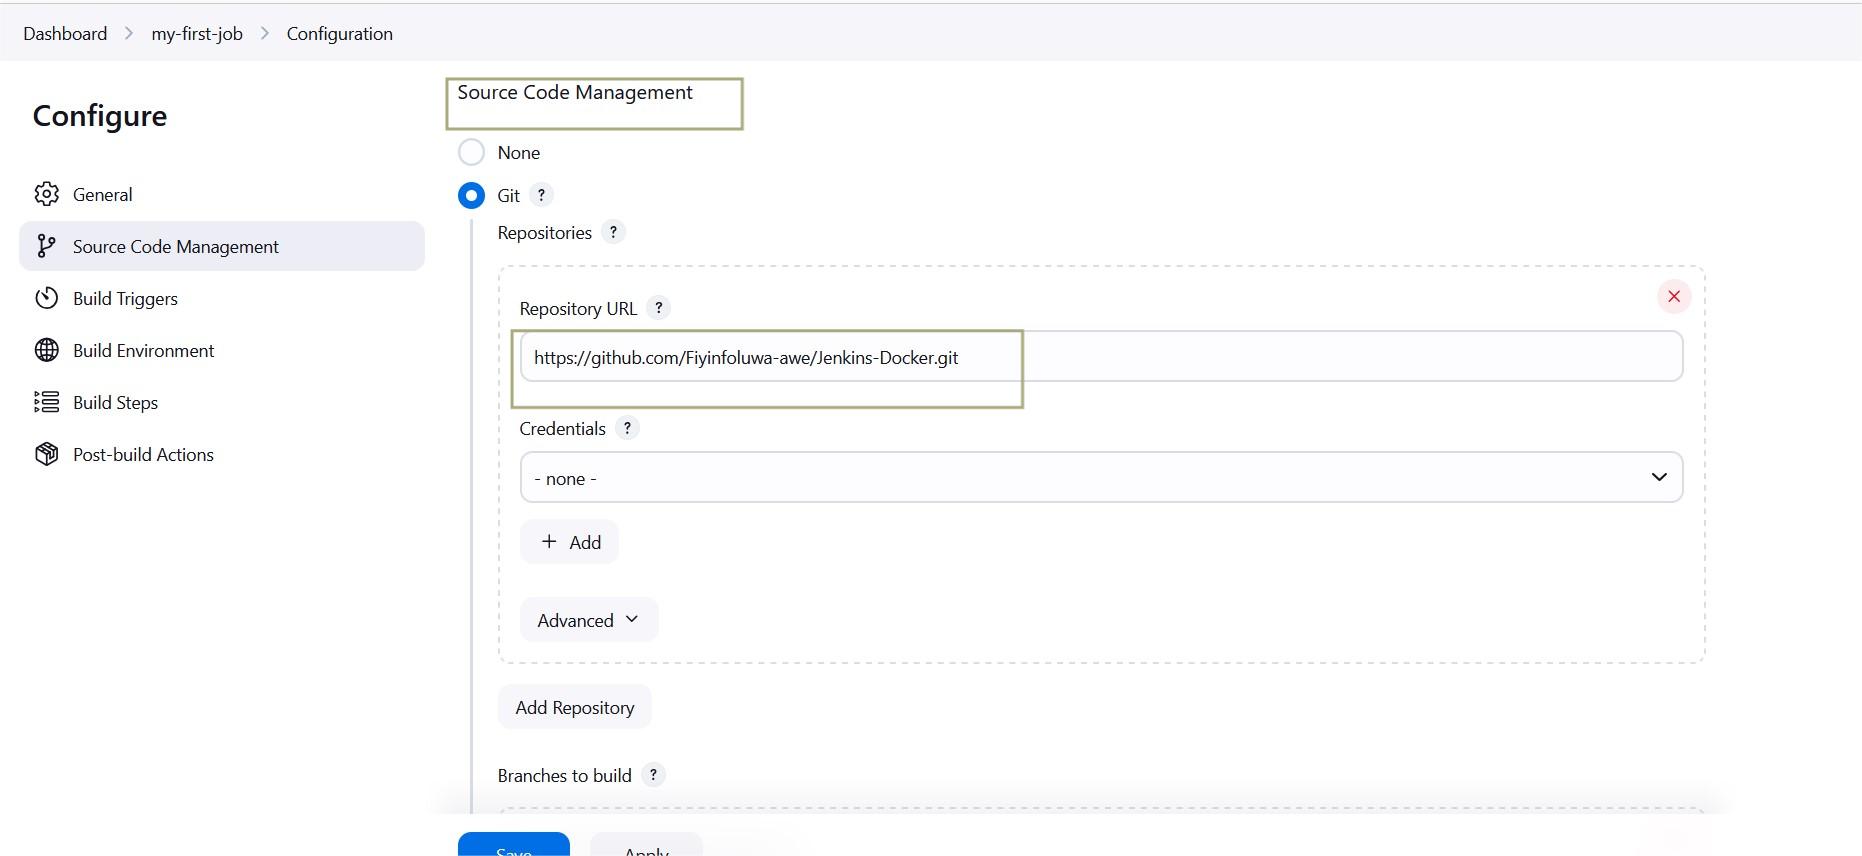 Dashboard > my-first-job > Configuration
Configure
General
Source Code Management
Build Triggers
Build Environment
Build Steps
Post-build Actions
Source Code Management
None
Git ?
Repositories ?
Repository URL ?
https://github.com/Fiyinfoluwa-awe/Jenkins-Docker.git
Credentials ?
- none -
+ Add
Advanced
Add Repository
Branches to build ?
Save Apply